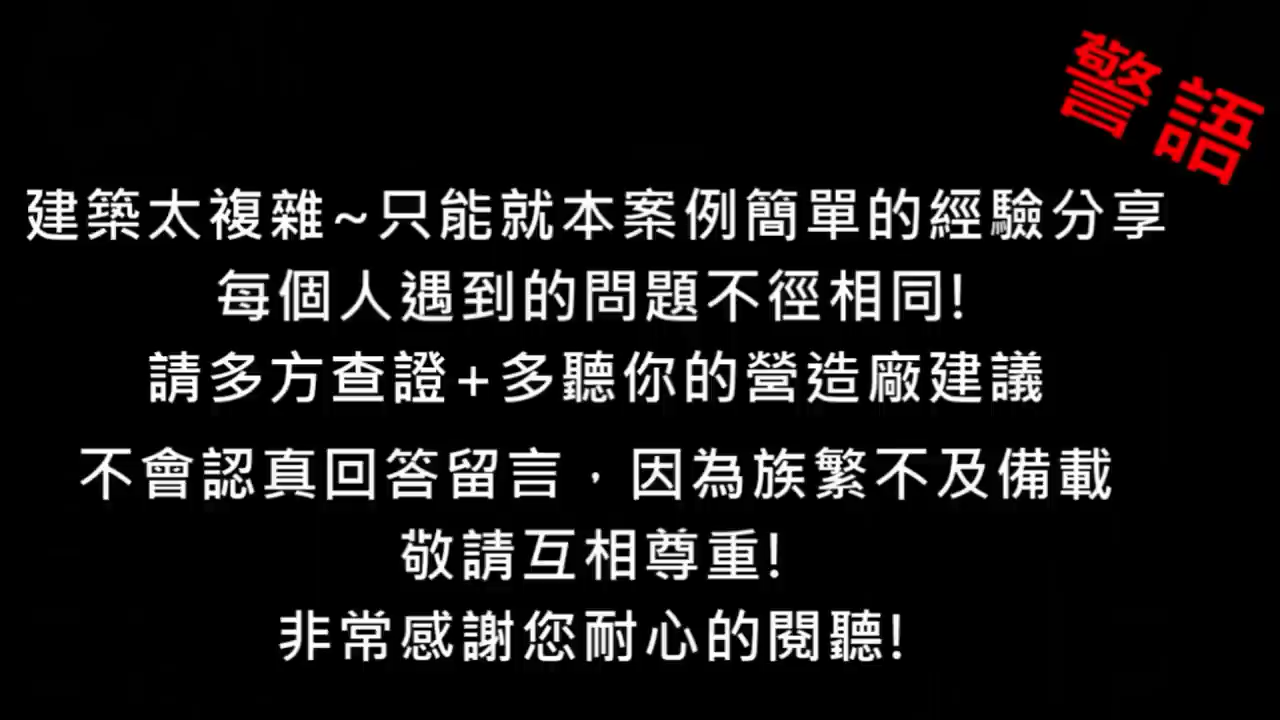 警語
建築太複雜~只能就本案例簡單的經驗分享
每個人遇到的問題不徑相同!
請多方查證+多聽你的營造廠建議
不會認真回答留言，因為族繁不及備載
敬請互相尊重!
非常感謝您耐心的閱聽!